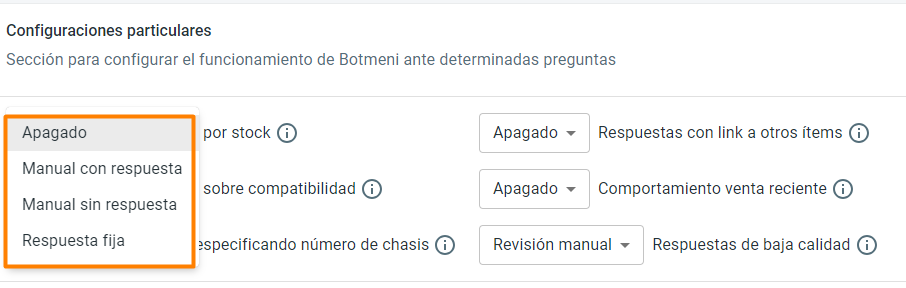 Configuraciones particulares
Sección para configurar el funcionamiento de Botmeni ante determinadas preguntas
Apagado
por stock
Apagado
Respuestas con link a otros ítems
Manual con respuesta
Manual sin respuesta
sobre compatibilidad
Apagado
Comportamiento venta reciente
Respuesta fija
especificando número de chasis
Revisión manual
Respuestas de baja calidad